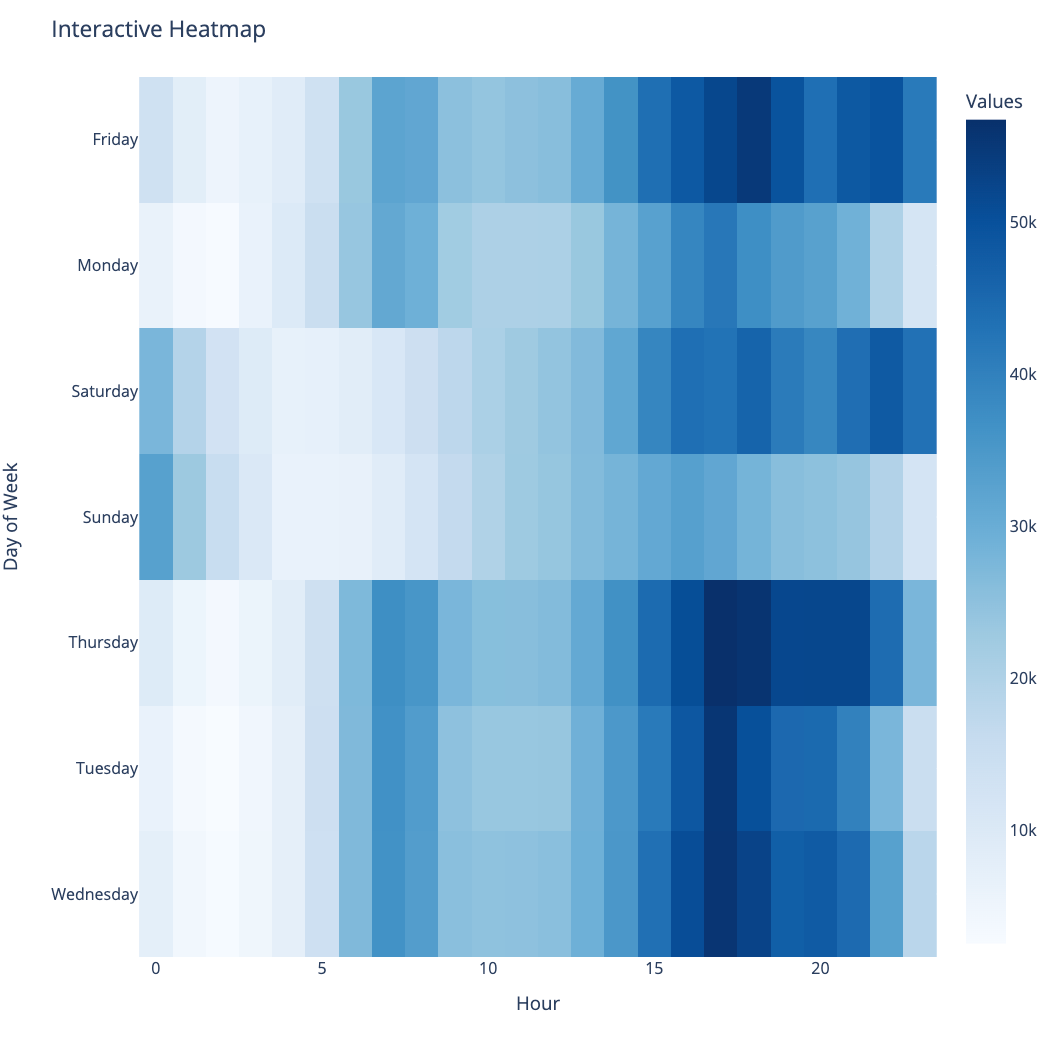 Interactive Heatmap
Values
Friday
Monday
Saturday
Sunday
Thursday
Tuesday
Wednesday
Day of Week
0 5 10 15 20
Hour
50k
40k
30k
20k
10k